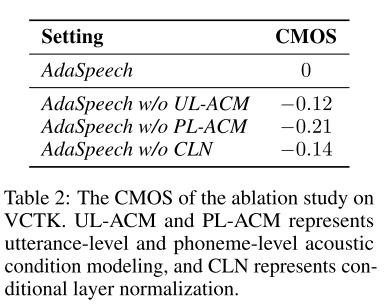 Setting CMOS
AdaSpeech 0
AdaSpeech w/o UL-ACM −0.12
AdaSpeech w/o PL-ACM −0.21
AdaSpeech w/o CLN −0.14
Table 2: The CMOS of the ablation study on
VCTK. UL-ACM and PL-ACM represents
utterance-level and phoneme-level acoustic
condition modeling, and CLN represents con-
ditional layer normalization.